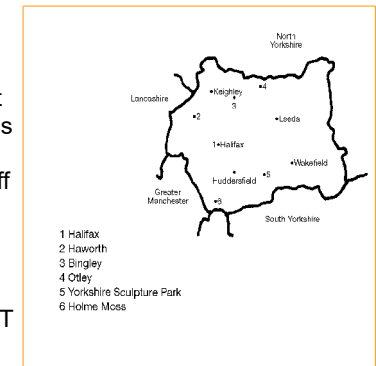 North
Yorkshire
Lancashire
Keighley
4
3
2
Leeds
1 Halifax
Wakefield
Huddersfield
5
Greater
Manchester
6
South Yorkshire
1 Halifax
2 Haworth
3 Bingley
4 Otley
5 Yorkshire Sculpture Park
6 Holme Moss
t
s
ff
T